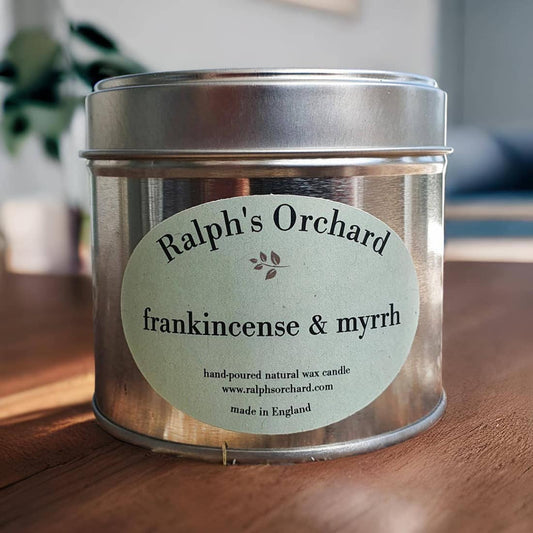 Ralph's Orchard
frankincense & myrrh
hand-poured natural wax candle
www.ralphsorchard.com
made in England